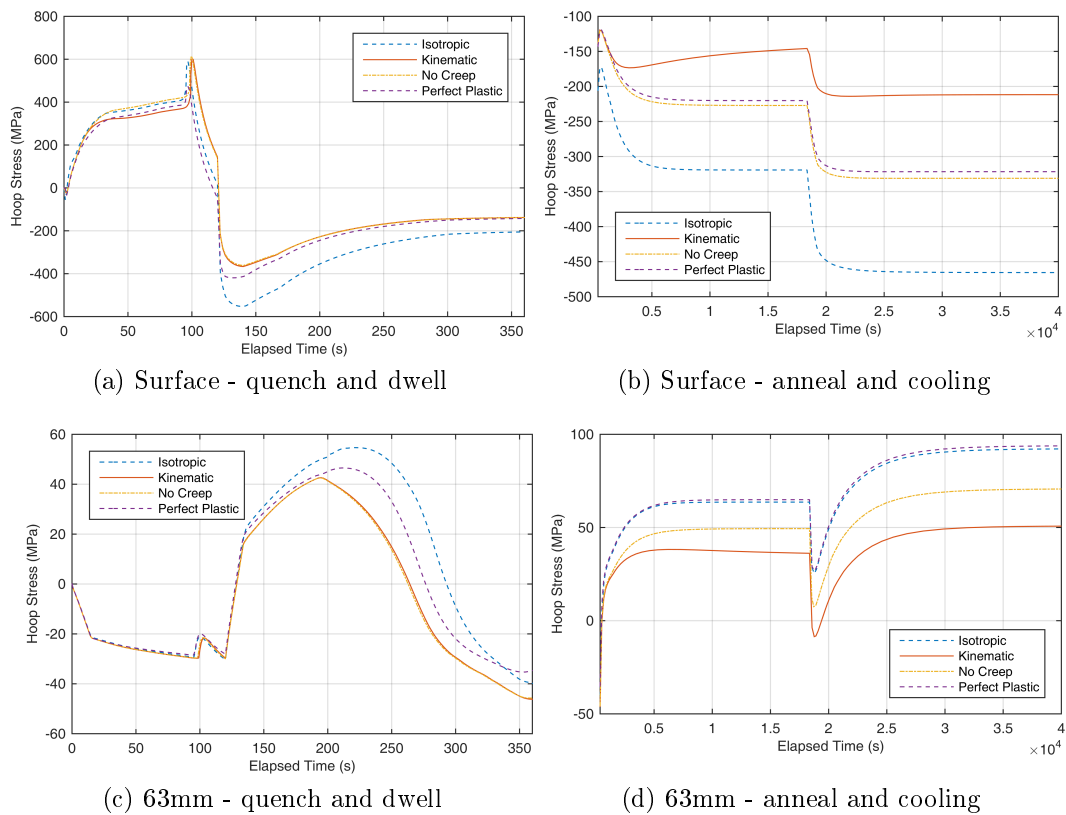 800
600
400
200
0
-200
-400
-600
0
50
100
150
200
250
300
350
Hoop Stress (MPa)
Elapsed Time (s)
Isotropic
Kinematic
No Creep
Perfect Plastic
(a) Surface - quench and dwell
-100
-150
-200
-250
-300
-350
-400
-450
-500
0.5
1
1.5
2
2.5
3
3.5
4
×10⁴
Hoop Stress (MPa)
Elapsed Time (s)
Isotropic
Kinematic
No Creep
Perfect Plastic
(b) Surface - anneal and cooling
60
40
20
0
-20
-40
-60
0
50
100
150
200
250
300
350
Hoop Stress (MPa)
Elapsed Time (s)
Isotropic
Kinematic
No Creep
Perfect Plastic
(c) 63mm - quench and dwell
100
50
0
-50
0.5
1
1.5
2
2.5
3
3.5
4
×10⁴
Hoop Stress (MPa)
Elapsed Time (s)
Isotropic
Kinematic
No Creep
Perfect Plastic
(d) 63mm - anneal and cooling